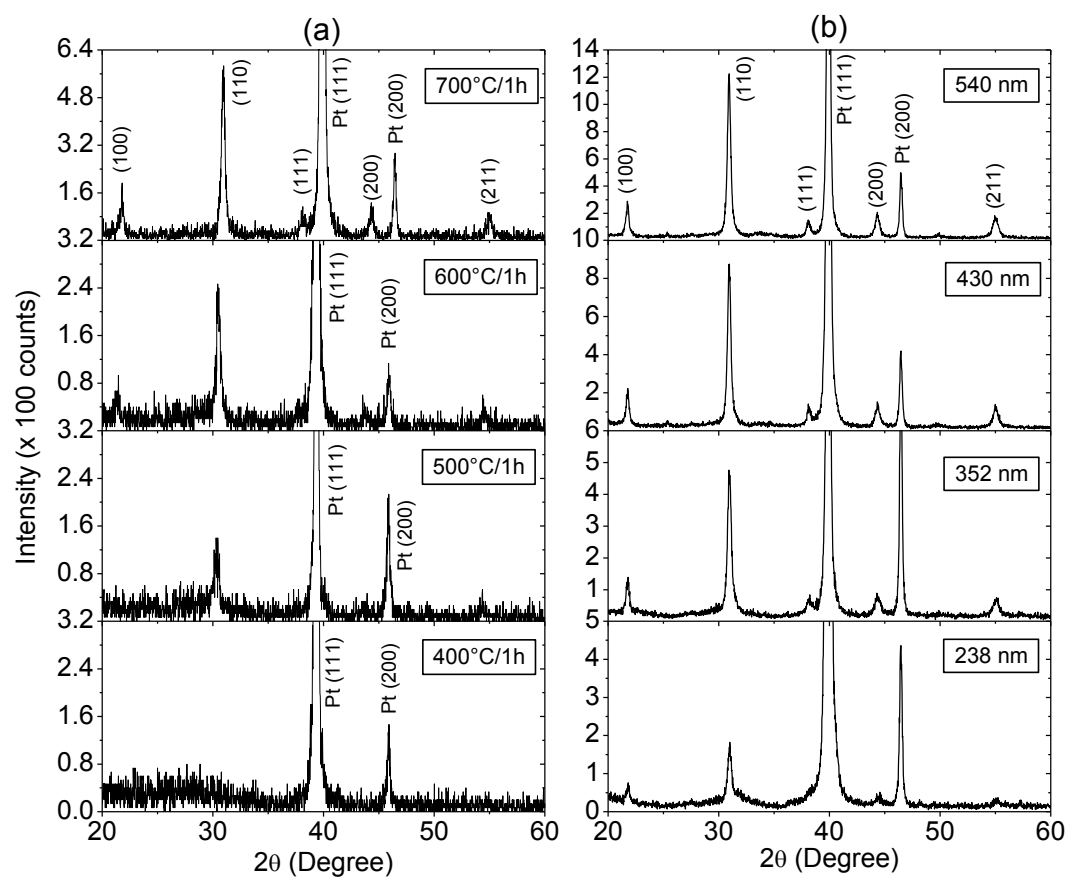 (a)
6.4
4.8
3.2
1.6
3.2
2.4
1.6
0.8
3.2
2.4
1.6
0.8
3.2
2.4
1.6
0.8
0.0
Intensity (x 100 counts)
700°C/1h
(100)
(110)
(111)
Pt (111)
(200)
Pt (200)
(211)
600°C/1h
Pt (111)
Pt (200)
500°C/1h
Pt (111)
Pt (200)
400°C/1h
Pt (111)
Pt (200)
20 30 40 50 60
2θ (Degree)
(b)
14
12
10
8
6
4
2
10
8
6
4
2
6
5
4
3
2
1
5
4
3
2
1
0
540 nm
(100)
(110)
(111)
Pt (111)
(200)
Pt (200)
(211)
430 nm
352 nm
238 nm
20 30 40 50 60
2θ (Degree)